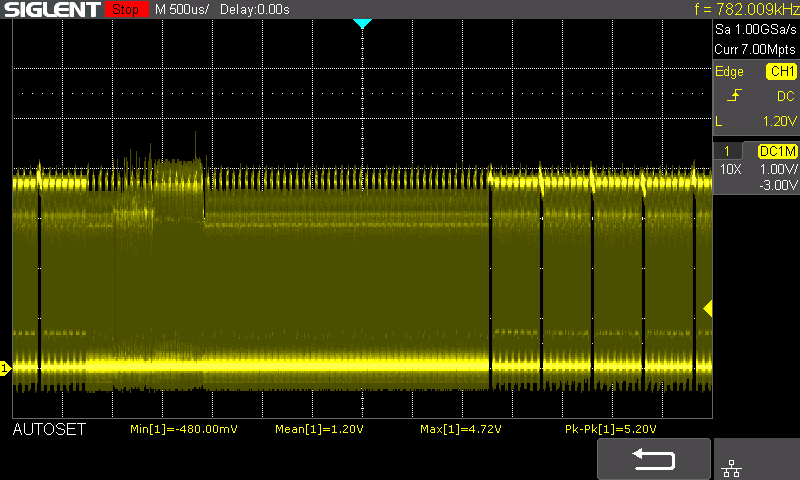 SIGLENT Stop M 500us/ Delay:0.00s f = 782.009kHz
Sa 1.00GSa/s
Curr 7.00Mpts
Edge CH1
DC
L 1.20V
1 DC1M
10X 1.00V/
-3.00V
1
AUTOSET Min[1]=-480.00mV Mean[1]=1.20V Max[1]=4.72V Pk-Pk[1]=5.20V